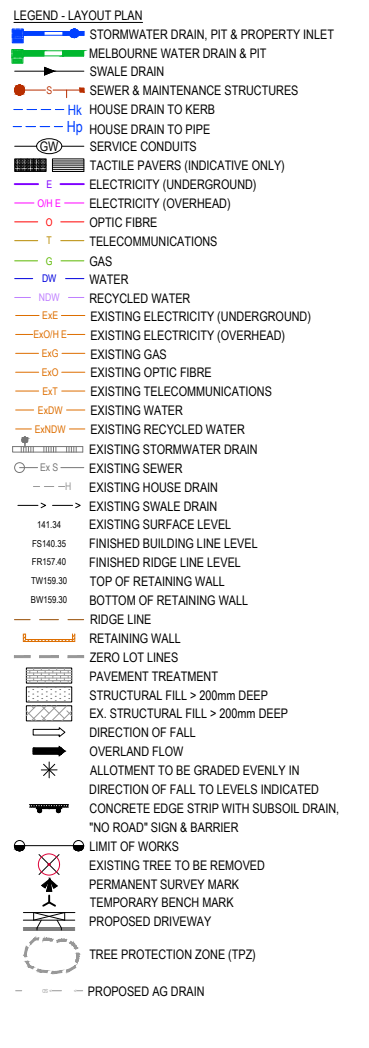 LEGEND - LAYOUT PLAN
STORMWATER DRAIN, PIT & PROPERTY INLET
MELBOURNE WATER DRAIN & PIT
SWALE DRAIN
S SEWER & MAINTENANCE STRUCTURES
Hk HOUSE DRAIN TO KERB
Hp HOUSE DRAIN TO PIPE
GW SERVICE CONDUITS
TACTILE PAVERS (INDICATIVE ONLY)
E ELECTRICITY (UNDERGROUND)
O/H E ELECTRICITY (OVERHEAD)
O OPTIC FIBRE
T TELECOMMUNICATIONS
G GAS
DW WATER
NDW RECYCLED WATER
ExE EXISTING ELECTRICITY (UNDERGROUND)
ExO/H E EXISTING ELECTRICITY (OVERHEAD)
ExG EXISTING GAS
ExO EXISTING OPTIC FIBRE
ExT EXISTING TELECOMMUNICATIONS
ExDW EXISTING WATER
ExNDW EXISTING RECYCLED WATER
EXISTING STORMWATER DRAIN
Ex S EXISTING SEWER
H EXISTING HOUSE DRAIN
EXISTING SWALE DRAIN
141.34 EXISTING SURFACE LEVEL
FS140.35 FINISHED BUILDING LINE LEVEL
FR157.40 FINISHED RIDGE LINE LEVEL
TW159.30 TOP OF RETAINING WALL
BW159.30 BOTTOM OF RETAINING WALL
RIDGE LINE
RETAINING WALL
ZERO LOT LINES
PAVEMENT TREATMENT
STRUCTURAL FILL > 200mm DEEP
EX. STRUCTURAL FILL > 200mm DEEP
DIRECTION OF FALL
OVERLAND FLOW
ALLOTMENT TO BE GRADED EVENLY IN
DIRECTION OF FALL TO LEVELS INDICATED
CONCRETE EDGE STRIP WITH SUBSOIL DRAIN,
"NO ROAD" SIGN & BARRIER
LIMIT OF WORKS
EXISTING TREE TO BE REMOVED
PERMANENT SURVEY MARK
TEMPORARY BENCH MARK
PROPOSED DRIVEWAY
TREE PROTECTION ZONE (TPZ)
PROPOSED AG DRAIN